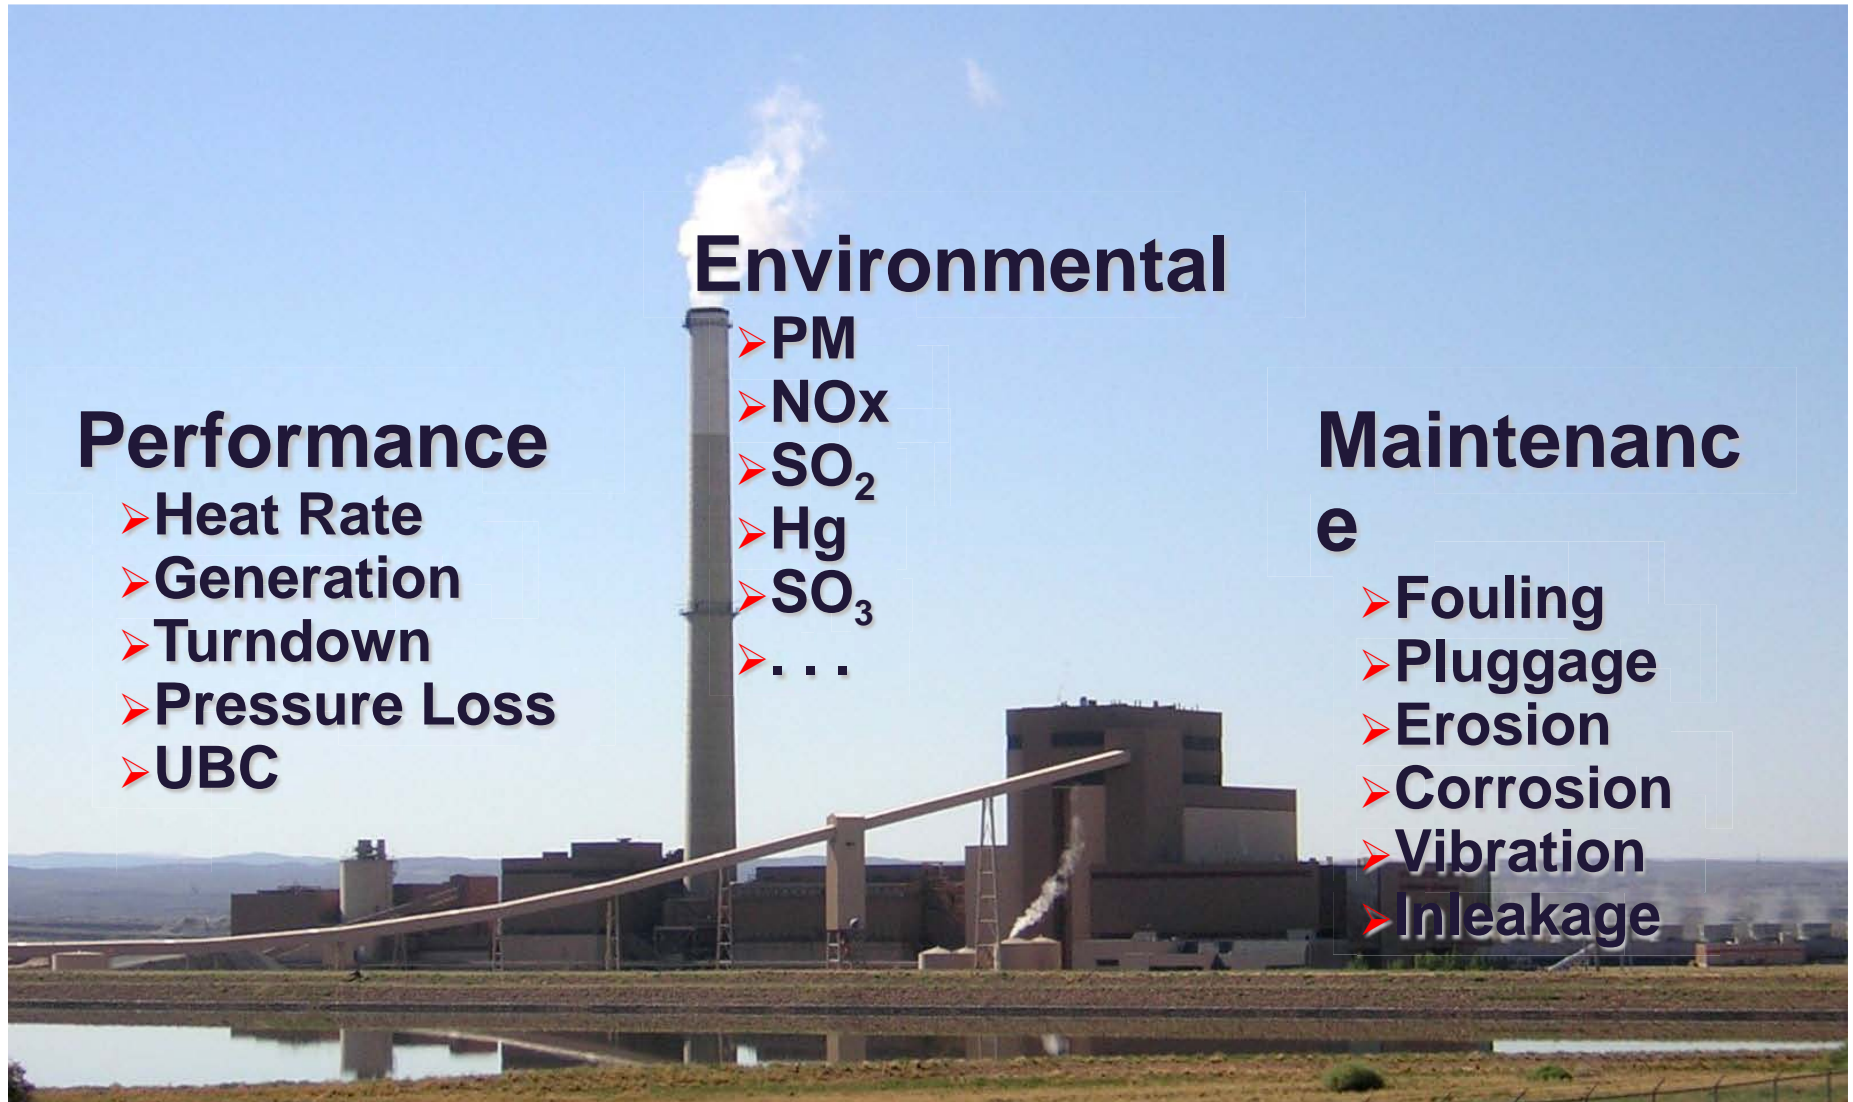 Environmental
➢PM
➢NOx
➢SO₂
➢Hg
➢SO₃
➢. . .
Performance
➢Heat Rate
➢Generation
➢Turndown
➢Pressure Loss
➢UBC
Maintenanc
e
➢Fouling
➢Pluggage
➢Erosion
➢Corrosion
➢Vibration
➢Inleakage